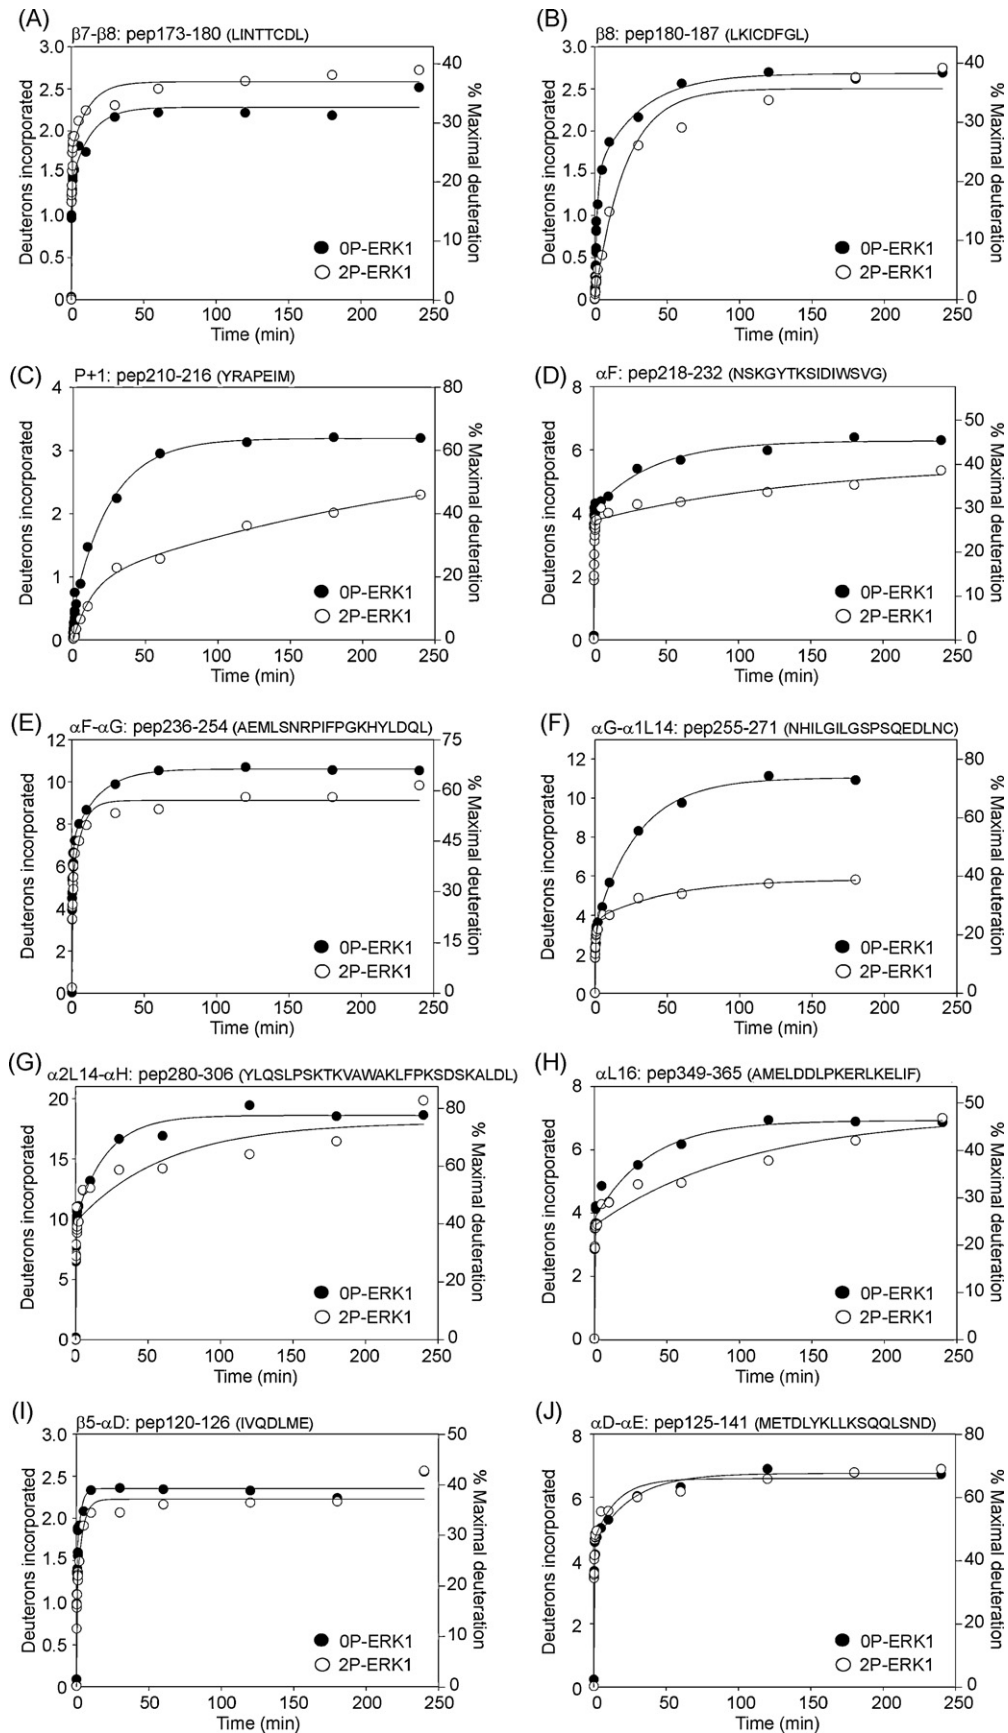 (A)
β7-β8: pep173-180 (LINTTCDL)
3.0
2.5
2.0
1.5
1.0
0.5
0.0
40
30
20
10
0
Deuterons incorporated
% Maximal deuteration
0P-ERK1
2P-ERK1
0 50 100 150 200 250
Time (min)
(B)
β8: pep180-187 (LKICDFGL)
3.0
2.5
2.0
1.5
1.0
0.5
0.0
40
30
20
10
0
Deuterons incorporated
% Maximal deuteration
0P-ERK1
2P-ERK1
0 50 100 150 200 250
Time (min)
(C)
P+1: pep210-216 (YRAPEIM)
4
3
2
1
0
80
60
40
20
0
Deuterons incorporated
% Maximal deuteration
0P-ERK1
2P-ERK1
0 50 100 150 200 250
Time (min)
(D)
αF: pep218-232 (NSKGYTKSIDIWSVG)
8
6
4
2
0
50
40
30
20
10
0
Deuterons incorporated
% Maximal deuteration
0P-ERK1
2P-ERK1
0 50 100 150 200 250
Time (min)
(E)
αF-αG: pep236-254 (AEMLSNRPIFPGKHYLDQL)
12
10
8
6
4
2
0
75
60
45
30
15
0
Deuterons incorporated
% Maximal deuteration
0P-ERK1
2P-ERK1
0 50 100 150 200 250
Time (min)
(F)
αG-α1L14: pep255-271 (NHILGILGSPSQEDLNC)
12
10
8
6
4
2
0
80
60
40
20
0
Deuterons incorporated
% Maximal deuteration
0P-ERK1
2P-ERK1
0 50 100 150 200 250
Time (min)
(G)
α2L14-αH: pep280-306 (YLQSLPSKTKVAWAKLFPKSDSKALDL)
20
15
10
5
0
80
60
40
20
0
Deuterons incorporated
% Maximal deuteration
0P-ERK1
2P-ERK1
0 50 100 150 200 250
Time (min)
(H)
αL16: pep349-365 (AMELDDLPKERLKELIF)
8
6
4
2
0
50
40
30
20
10
0
Deuterons incorporated
% Maximal deuteration
0P-ERK1
2P-ERK1
0 50 100 150 200 250
Time (min)
(I)
β5-αD: pep120-126 (IVQDLME)
3.0
2.5
2.0
1.5
1.0
0.5
0.0
50
40
30
20
10
0
Deuterons incorporated
% Maximal deuteration
0P-ERK1
2P-ERK1
0 50 100 150 200 250
Time (min)
(J)
αD-αE: pep125-141 (METDLYKLLKSQQLSND)
8
6
4
2
0
80
60
40
20
0
Deuterons incorporated
% Maximal deuteration
0P-ERK1
2P-ERK1
0 50 100 150 200 250
Time (min)